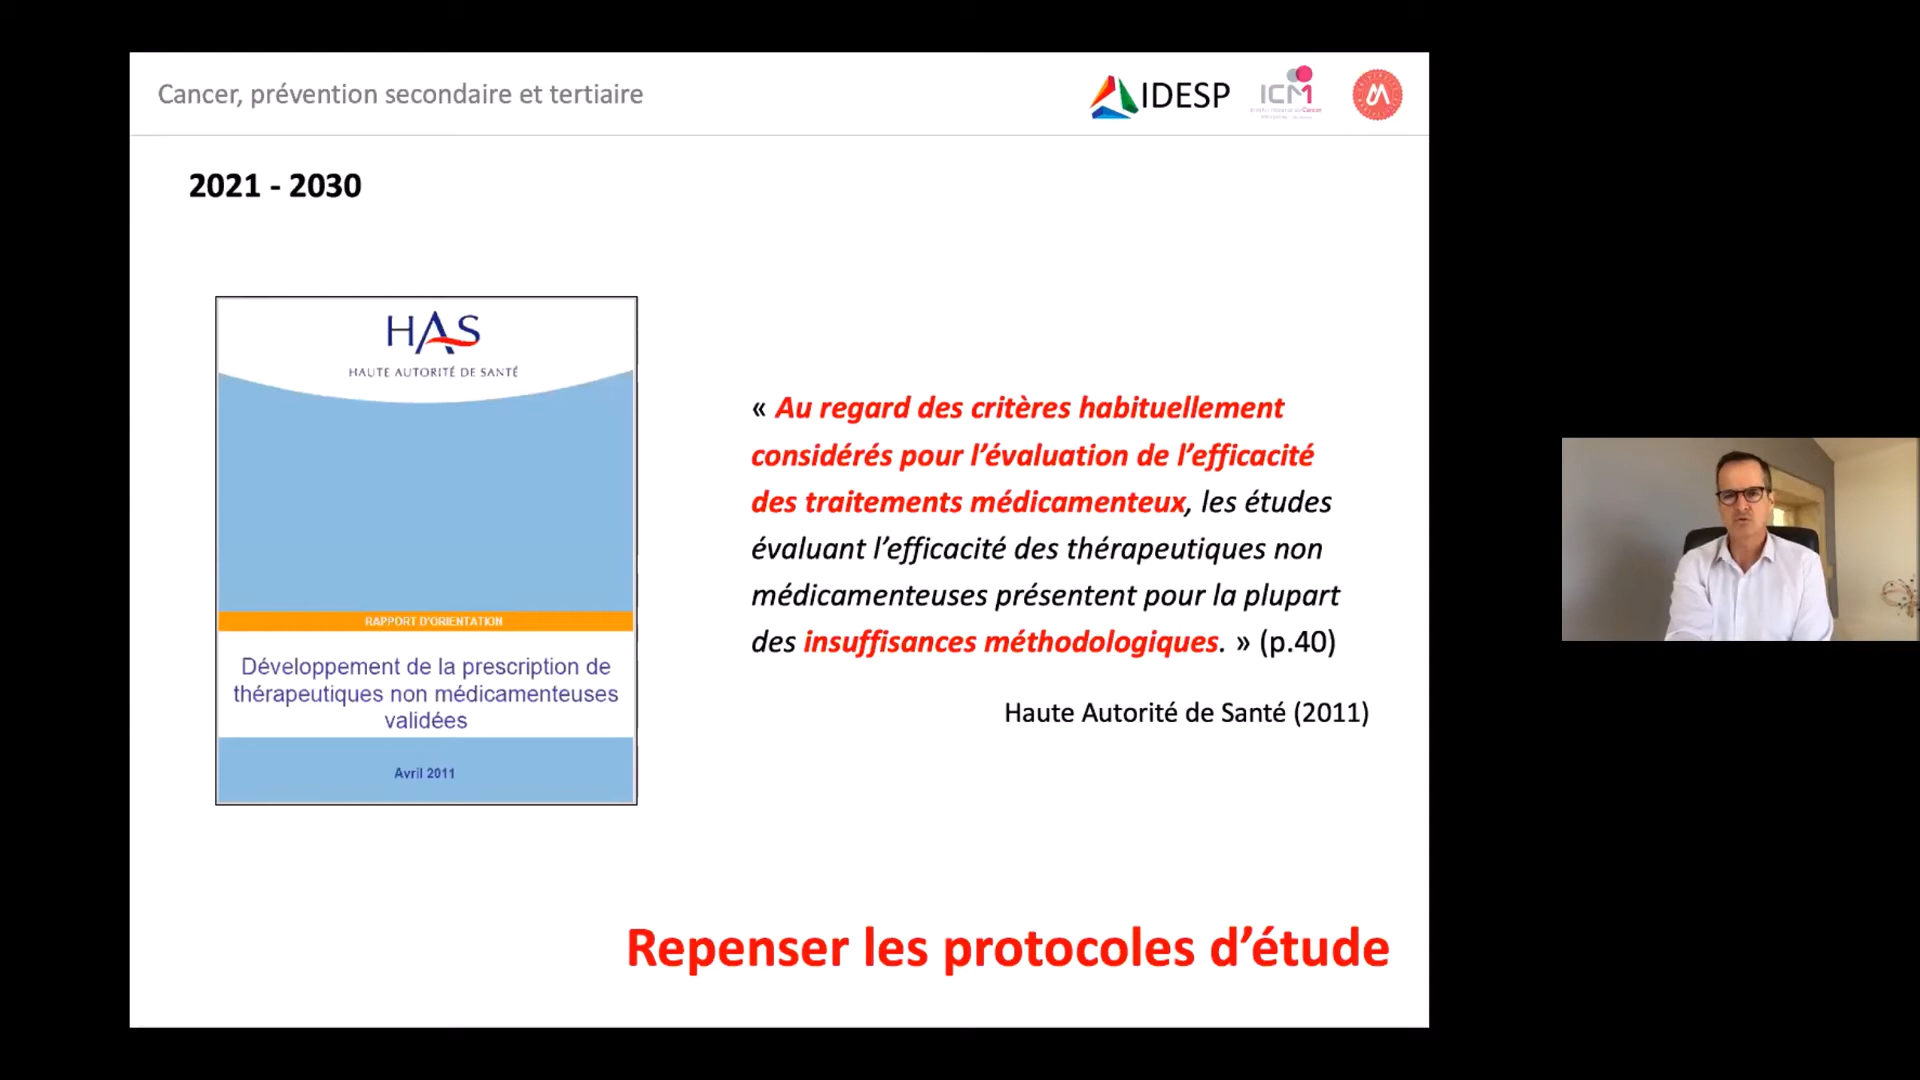 Cancer, prévention secondaire et tertiaire
IDESP
ICM
2021 - 2030
HAS
HAUTE AUTORITÉ DE SANTÉ
RAPPORT D'ORIENTATION
Développement de la prescription de
thérapeutiques non médicamenteuses
validées
Avril 2011
« Au regard des critères habituellement
considérés pour l’évaluation de l’efficacité
des traitements médicamenteux, les études
évaluant l’efficacité des thérapeutiques non
médicamenteuses présentent pour la plupart
des insuffisances méthodologiques. » (p.40)
Haute Autorité de Santé (2011)
Repenser les protocoles d’étude